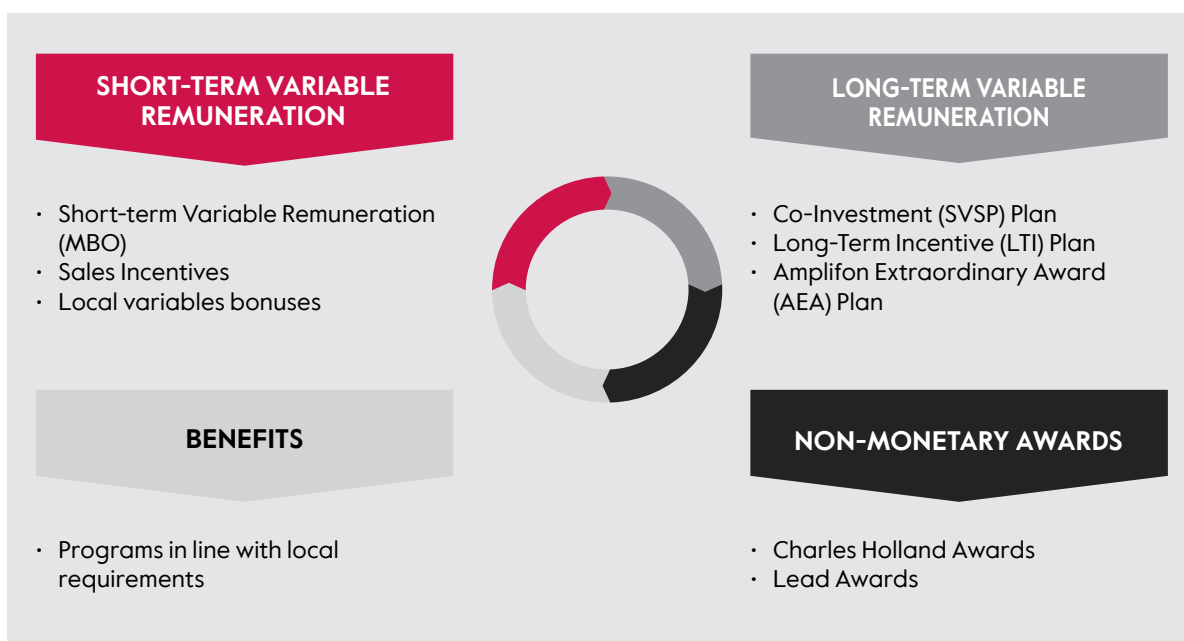 SHORT-TERM VARIABLE
REMUNERATION
· Short-term Variable Remuneration
(MBO)
· Sales Incentives
· Local variables bonuses
LONG-TERM VARIABLE
REMUNERATION
· Co-Investment (SVSP) Plan
· Long-Term Incentive (LTI) Plan
· Amplifon Extraordinary Award
(AEA) Plan
BENEFITS
· Programs in line with local
requirements
NON-MONETARY AWARDS
· Charles Holland Awards
· Lead Awards